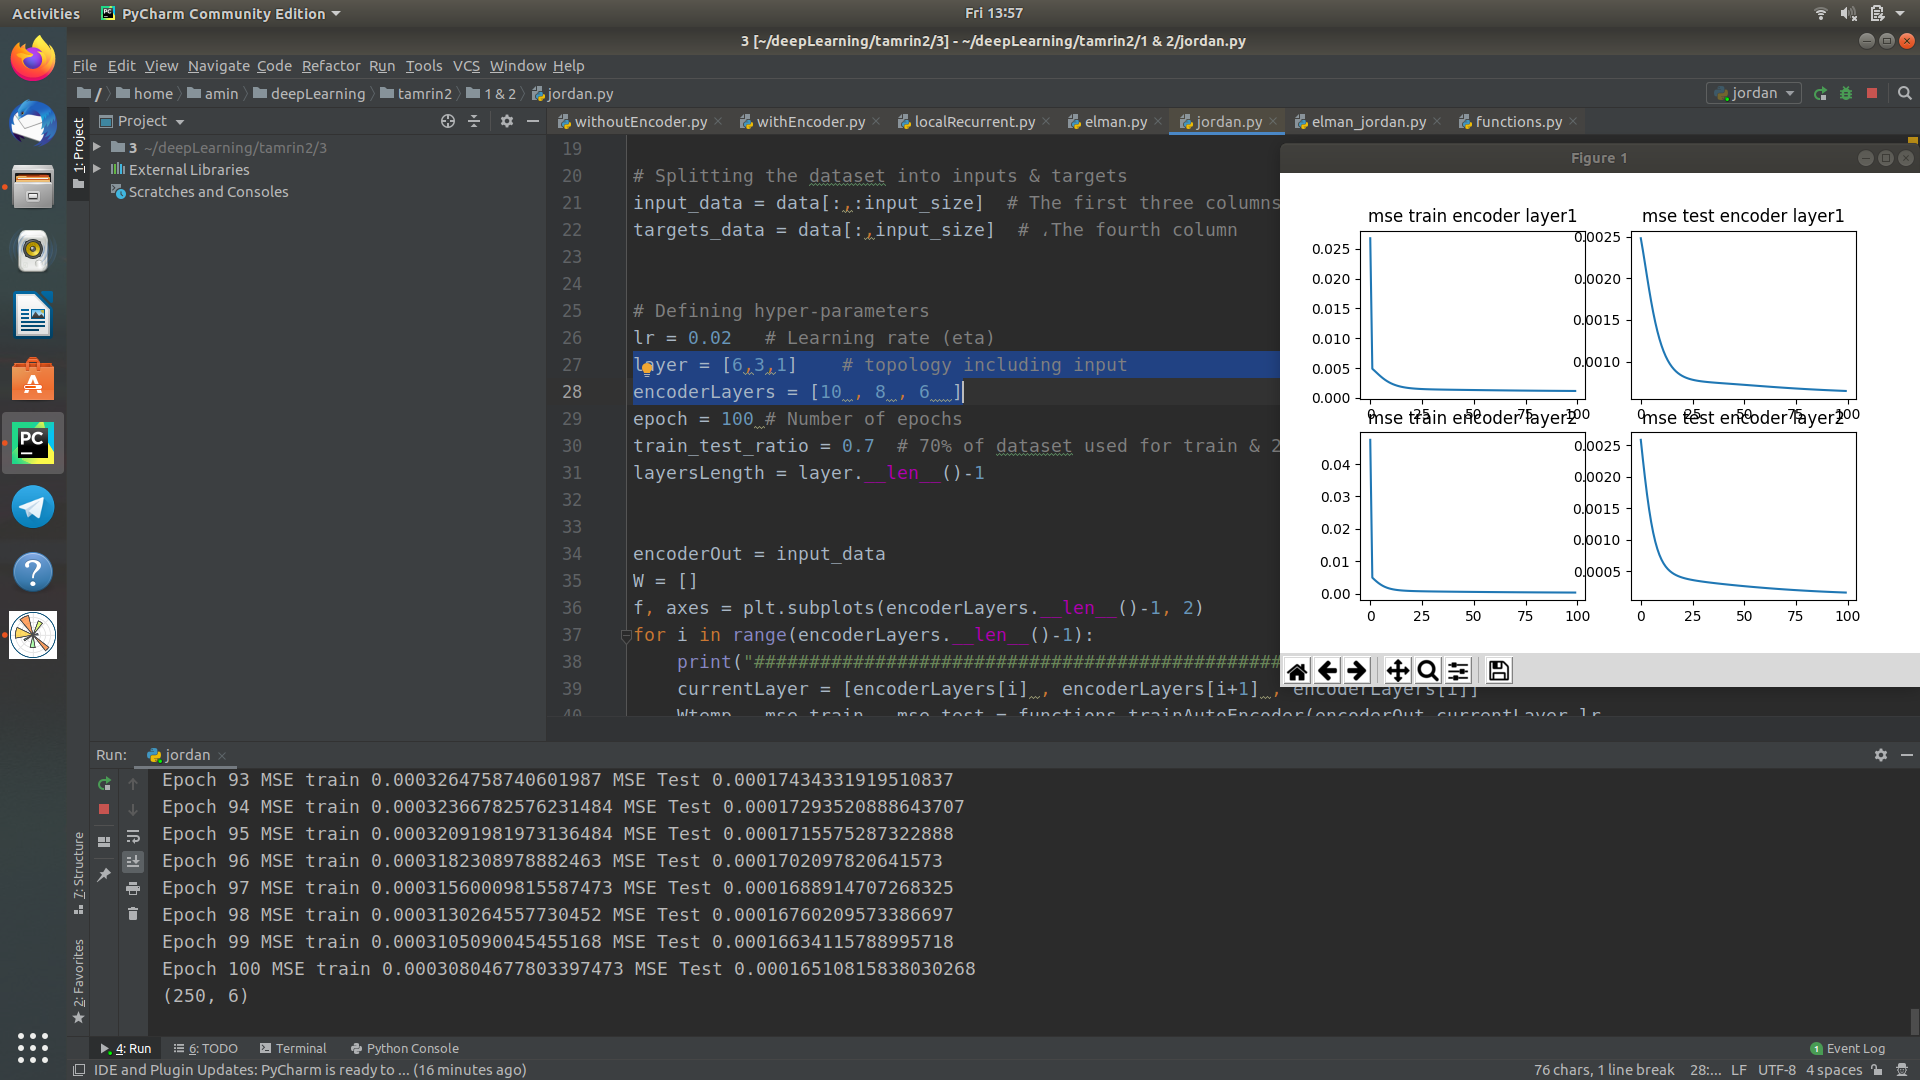 Activities
PyCharm Community Edition
Fri 13:57
3 [~/deepLearning/tamrin2/3] - ~/deepLearning/tamrin2/1 & 2/jordan.py
File Edit View Navigate Code Refactor Run Tools VCS Window Help
/ home amin deepLearning tamrin2 1 & 2 jordan.py
jordan
Project
withoutEncoder.py withEncoder.py localRecurrent.py elman.py jordan.py elman_jordan.py functions.py
1: Project
3 ~/deepLearning/tamrin2/3
External Libraries
Scratches and Consoles
19
20 # Splitting the dataset into inputs & targets
21 input_data = data[:,:input_size]  # The first three columns
22 targets_data = data[:,input_size]  # ،The fourth column
23
24
25 # Defining hyper-parameters
26 lr = 0.02   # Learning rate (eta)
27 layer = [6,3,1]    # topology including input
28 encoderLayers = [10 , 8 , 6  ]
29 epoch = 100 # Number of epochs
30 train_test_ratio = 0.7  # 70% of dataset used for train & 2
31 layersLength = layer.__len__()-1
32
33
34 encoderOut = input_data
35 W = []
36 f, axes = plt.subplots(encoderLayers.__len__()-1, 2)
37 for i in range(encoderLayers.__len__()-1):
38     print("################################################
39     currentLayer = [encoderLayers[i] , encoderLayers[i+1] , encoderLayers[i]]
40     Wtemp , mse_train , mse_test = functions.trainAutoEncoder(encoderOut,currentLayer,lr
Figure 1
mse train encoder layer1
0.025
0.020
0.015
0.010
0.005
0.000
0 25 50 75 100
mse test encoder layer1
0.0025
0.0020
0.0015
0.0010
0 25 50 75 100
mse train encoder layer2
0.04
0.03
0.02
0.01
0.00
0 25 50 75 100
mse test encoder layer2
0.0025
0.0020
0.0015
0.0010
0.0005
0 25 50 75 100
PC
A
?
Run: jordan
Epoch 93 MSE train 0.00032647587406019​87 MSE Test 0.00017434331919510837
Epoch 94 MSE train 0.00032366782576231484 MSE Test 0.00017293520888643707
Epoch 95 MSE train 0.00032091981973136484 MSE Test 0.0001715575287322888
Epoch 96 MSE train 0.0003182308978882463 MSE Test 0.0001702097820641573
Epoch 97 MSE train 0.00031560009815587473 MSE Test 0.0001688914707268325
Epoch 98 MSE train 0.0003130264557730452 MSE Test 0.00016760209573386697
Epoch 99 MSE train 0.0003105090045455168 MSE Test 0.00016634115788995718
Epoch 100 MSE train 0.00030804677803397473 MSE Test 0.00016510815838030268
(250, 6)
7: Structure
2: Favorites
4: Run 6: TODO Terminal Python Console
1 Event Log
IDE and Plugin Updates: PyCharm is ready to ... (16 minutes ago)
76 chars, 1 line break 28:... LF UTF-8 4 spaces